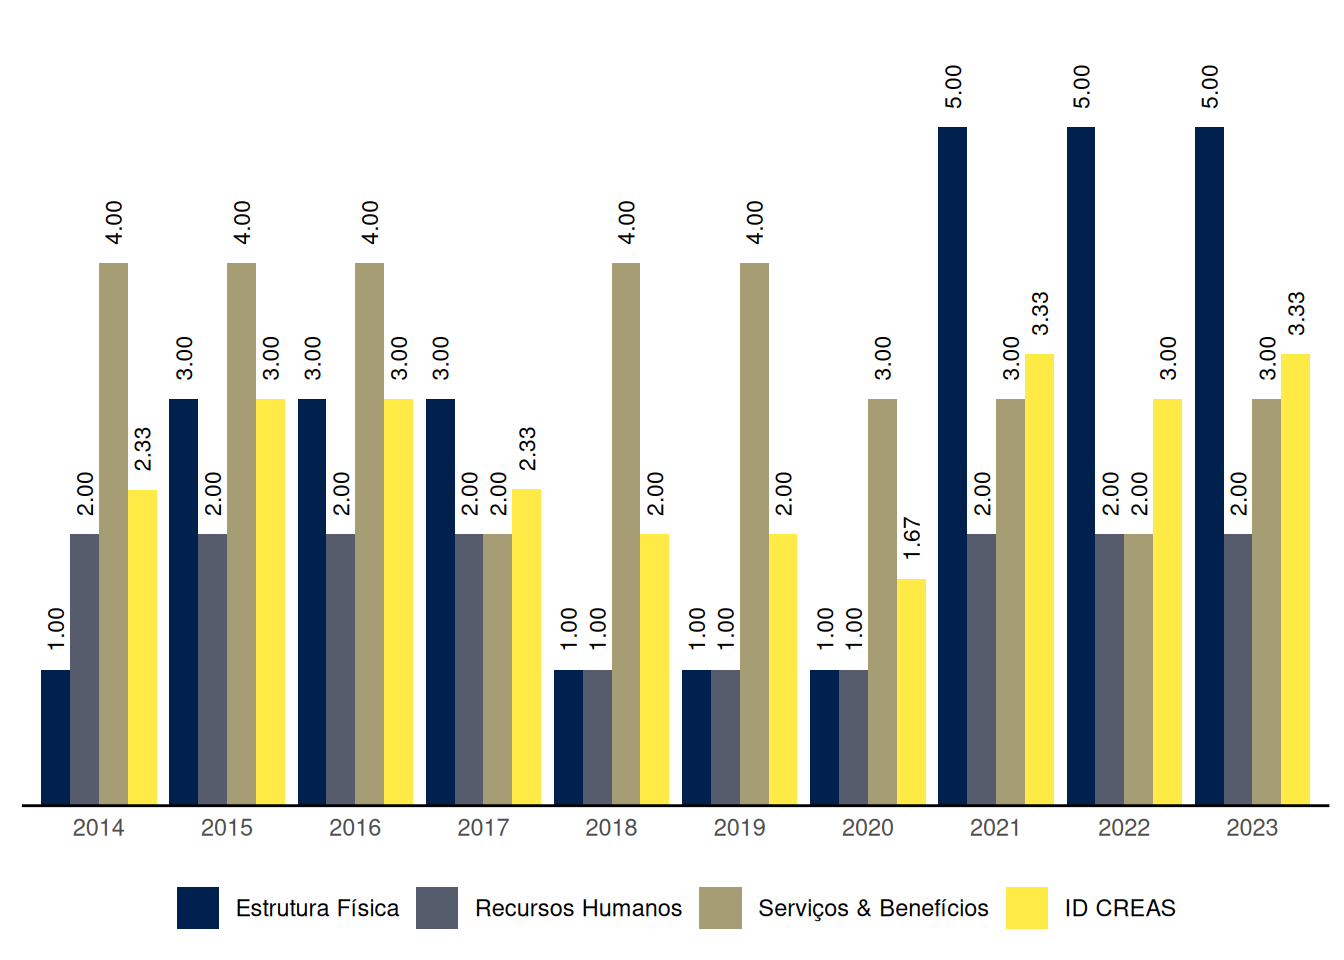 5.00 5.00 5.00
4.00 4.00 4.00 4.00 4.00
3.33 3.33
3.00 3.00 3.00 3.00 3.00 3.00 3.00 3.00 3.00
2.33 2.33
2.00 2.00 2.00 2.00 2.00 2.00 2.00 2.00 2.00 2.00 2.00
1.67
1.00 1.00 1.00 1.00 1.00 1.00 1.00
2014 2015 2016 2017 2018 2019 2020 2021 2022 2023
Estrutura Física Recursos Humanos Serviços & Benefícios ID CREAS